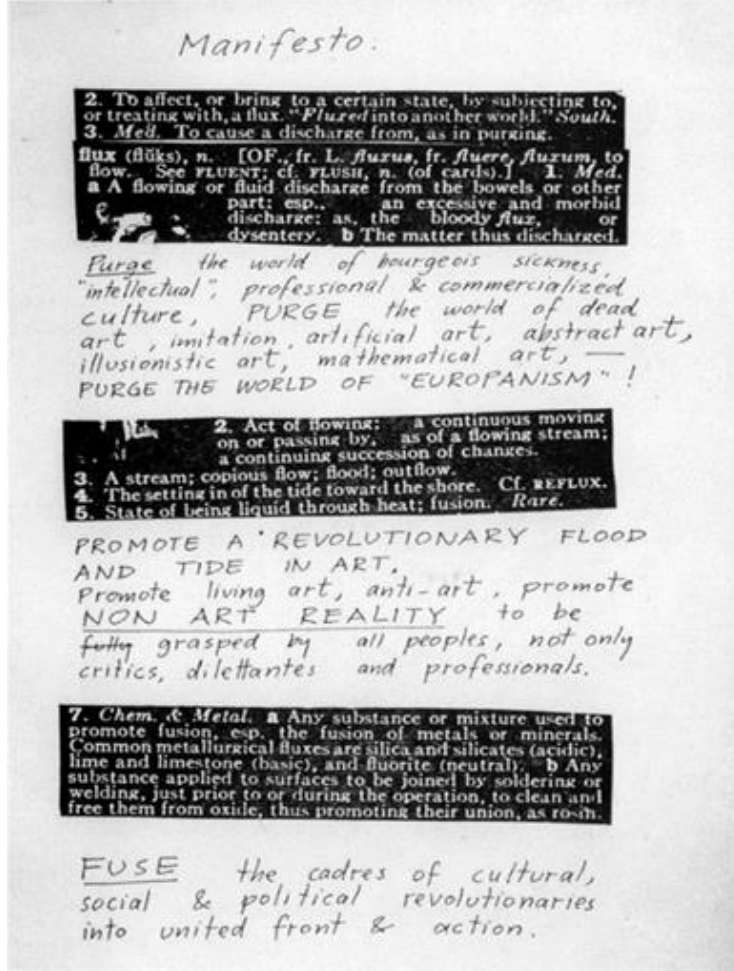 Manifesto.
2. To affect, or bring to a certain state, by subjecting to,
or treating with, a flux. "Fluxed into another world." South.
3. Med. To cause a discharge from, as in purging.
flux (flŭks), n. [OF., fr. L. fluxus, fr. fluere, fluxum, to
flow. See FLUENT; cf. FLUSH, n. (of cards).] 1. Med.
a A flowing or fluid discharge from the bowels or other
part; esp., an excessive and morbid
discharge: as, the bloody flux, or
dysentery. b The matter thus discharged.
Purge the world of bourgeois sickness,
"intellectual", professional & commercialized
culture, PURGE the world of dead
art, imitation, artificial art, abstract art,
illusionistic art, mathematical art, —
PURGE THE WORLD OF "EUROPANISM" !
2. Act of flowing: a continuous moving
on or passing by, as of a flowing stream;
a continuing succession of changes.
3. A stream; copious flow; flood; outflow.
4. The setting in of the tide toward the shore. Cf. REFLUX.
5. State of being liquid through heat; fusion. Rare.
PROMOTE A REVOLUTIONARY FLOOD
AND TIDE IN ART.
Promote living art, anti-art, promote
NON ART REALITY to be
fully grasped by all peoples, not only
critics, dilettantes and professionals.
7. Chem. & Metal. a Any substance or mixture used to
promote fusion, esp. the fusion of metals or minerals.
Common metallurgical fluxes are silica and silicates (acidic),
lime and limestone (basic), and fluorite (neutral). b Any
substance applied to surfaces to be joined by soldering or
welding, just prior to or during the operation, to clean and
free them from oxide, thus promoting their union, as rosin.
FUSE the cadres of cultural,
social & political revolutionaries
into united front & action.